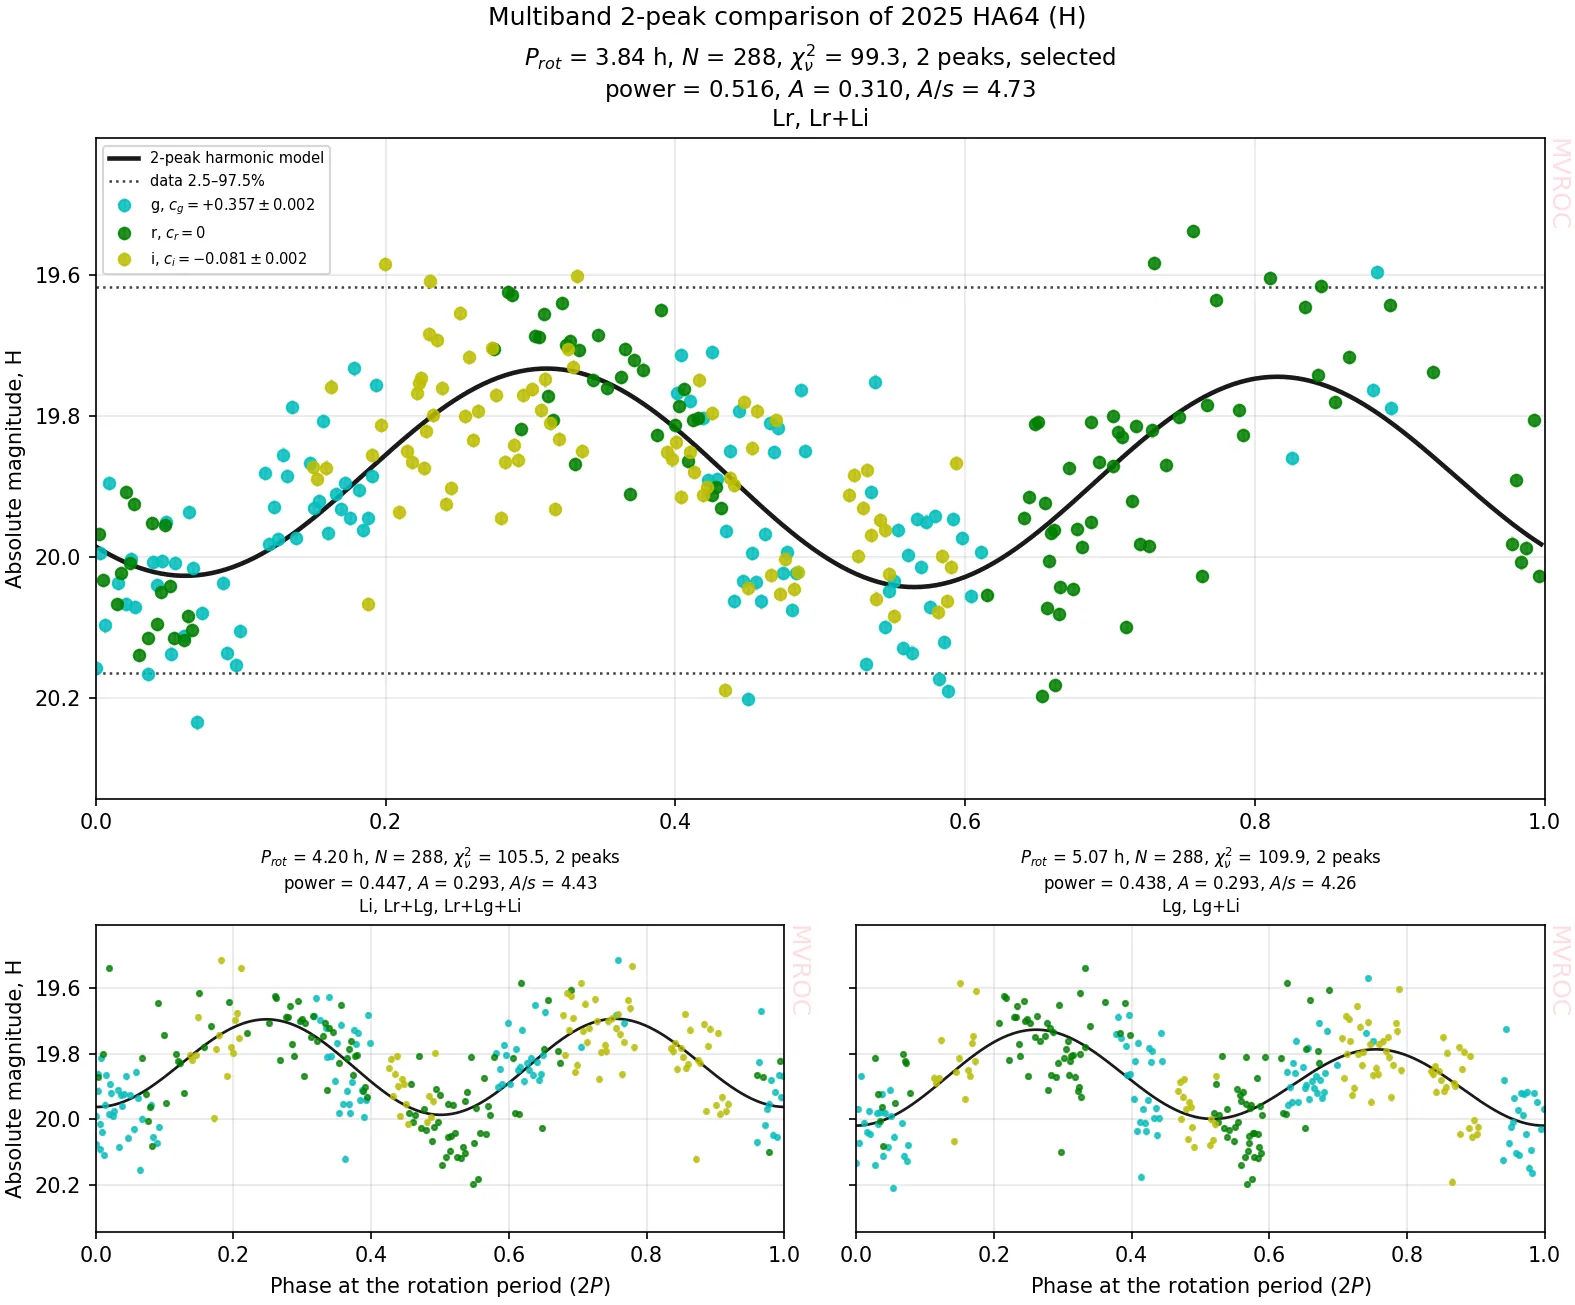 Multiband 2-peak comparison of 2025 HA64 (H)
P_rot = 3.84 h, N = 288, χ²_ν = 99.3, 2 peaks, selected
power = 0.516, A = 0.310, A/s = 4.73
Lr, Lr+Li
2-peak harmonic model
data 2.5–97.5%
g, c_g = +0.357 ± 0.002
r, c_r = 0
i, c_i = −0.081 ± 0.002
MVROC
Absolute magnitude, H
19.6
19.8
20.0
20.2
0.0 0.2 0.4 0.6 0.8 1.0
P_rot = 4.20 h, N = 288, χ²_ν = 105.5, 2 peaks
power = 0.447, A = 0.293, A/s = 4.43
Li, Lr+Lg, Lr+Lg+Li
MVROC
Absolute magnitude, H
19.6
19.8
20.0
20.2
0.0 0.2 0.4 0.6 0.8 1.0
Phase at the rotation period (2P)
P_rot = 5.07 h, N = 288, χ²_ν = 109.9, 2 peaks
power = 0.438, A = 0.293, A/s = 4.26
Lg, Lg+Li
MVROC
0.0 0.2 0.4 0.6 0.8 1.0
Phase at the rotation period (2P)